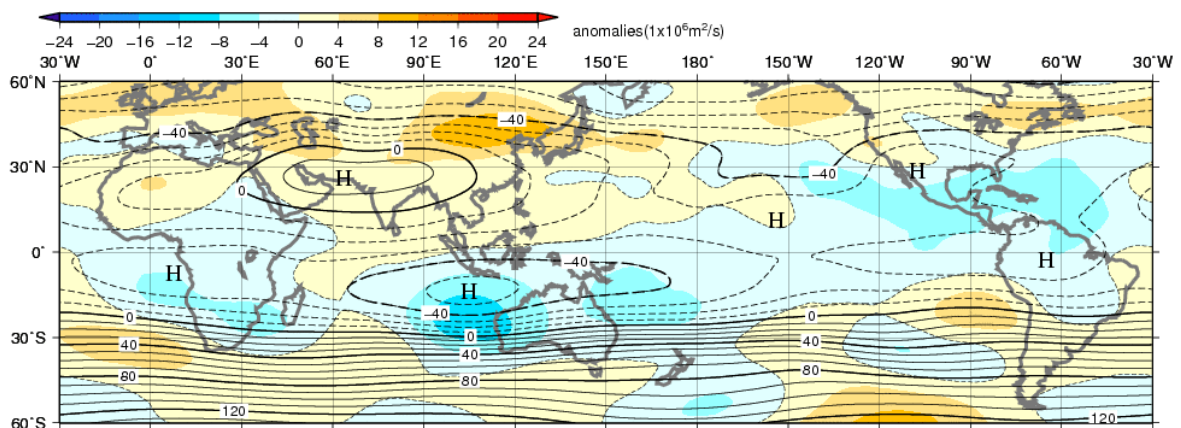 −24 −20 −16 −12 −8 −4 0 4 8 12 16 20 24
anomalies(1x10⁶m²/s)
30°W 0° 30°E 60°E 90°E 120°E 150°E 180° 150°W 120°W 90°W 60°W 30°W
60°N
−40 −40
0
30°N H H
−40
0
H
0°
H −40 H
H
−40
0 0
30°S 0
40 40 40
80 80 80
120 120
60°S